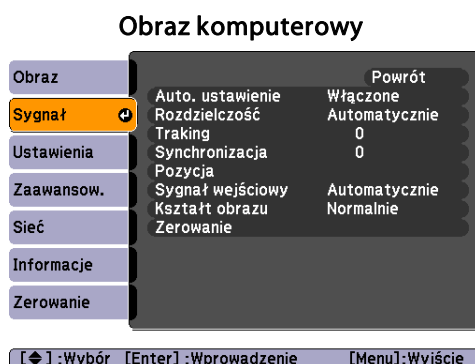 Obraz komputerowy
Obraz
Sygnał
Ustawienia
Zaawansow.
Sieć
Informacje
Zerowanie
Powrót
Auto. ustawienie Włączone
Rozdzielczość Automatycznie
Traking 0
Synchronizacja 0
Pozycja
Sygnał wejściowy Automatycznie
Kształt obrazu Normalnie
Zerowanie
[◆] :Wybór [Enter] :Wprowadzenie [Menu]:Wyjście